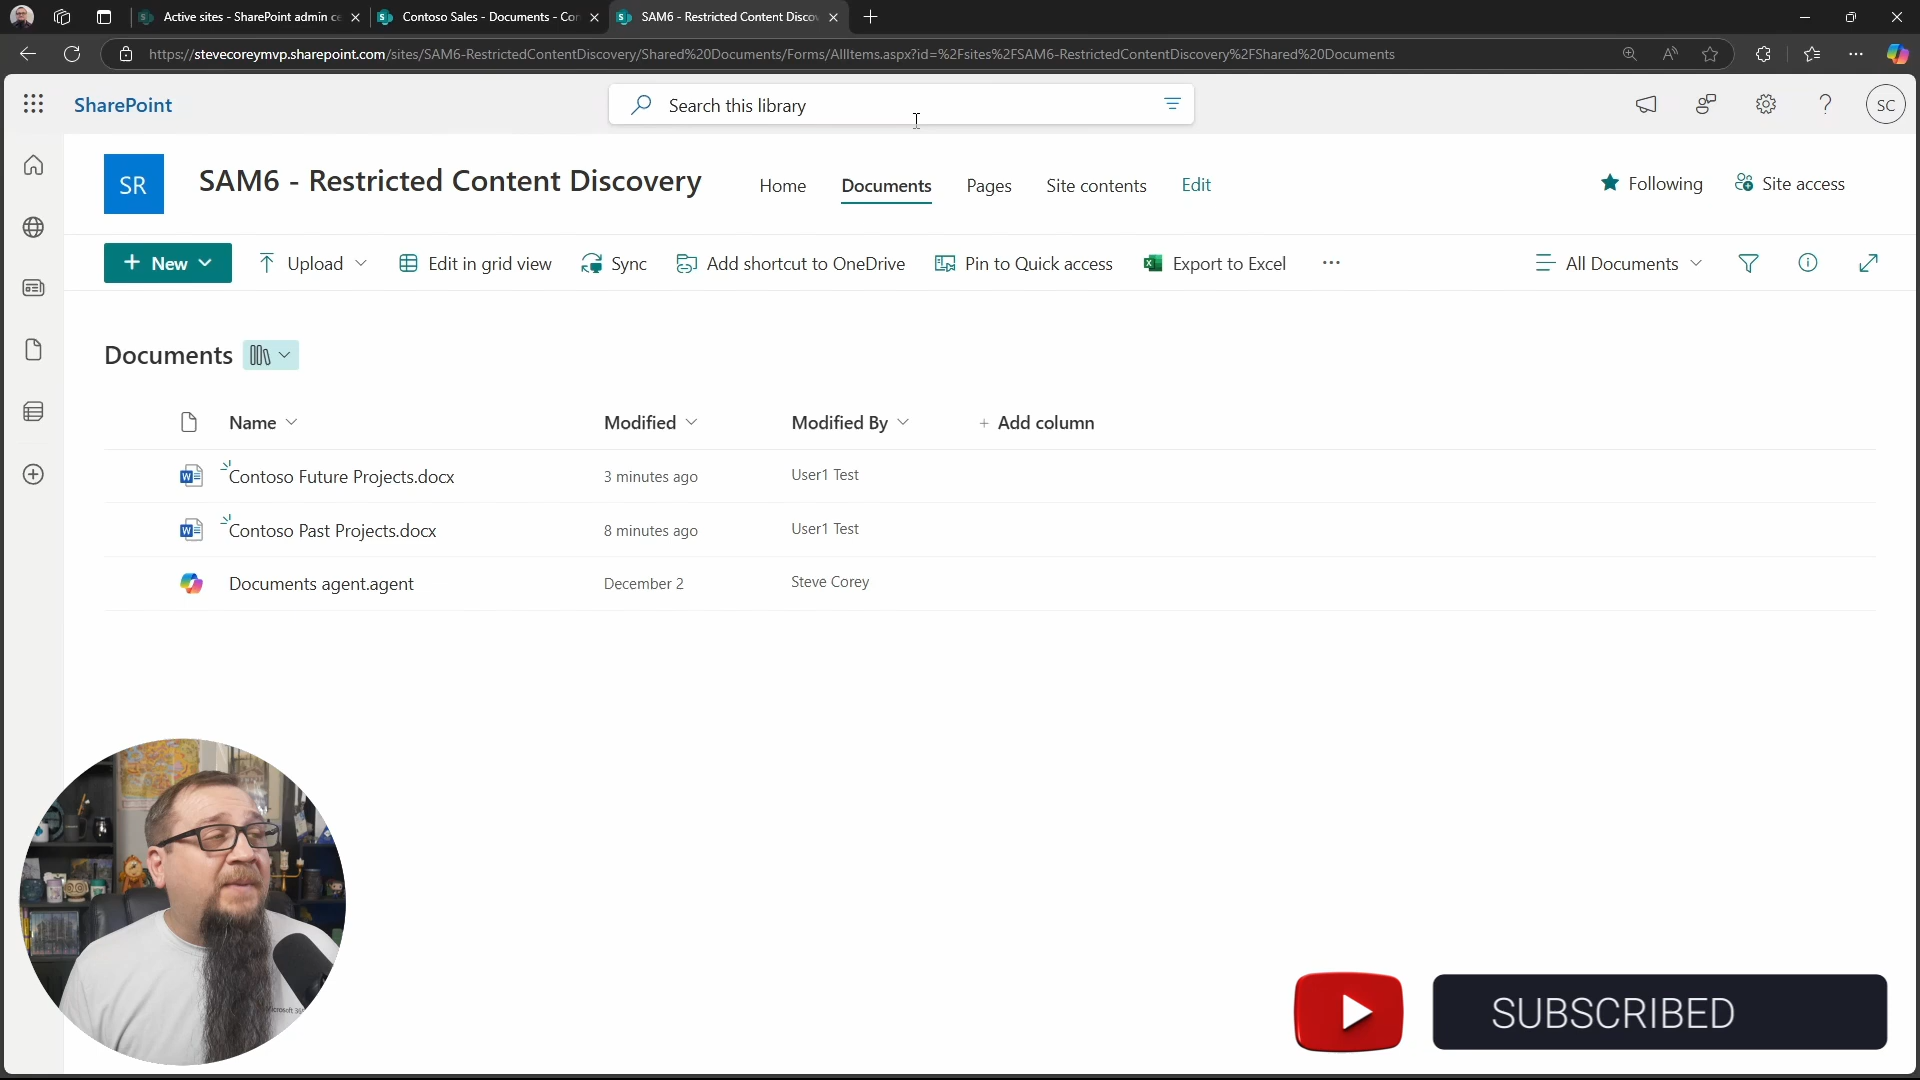 Active sites - SharePoint admin ce
Contoso Sales - Documents - Con
SAM6 - Restricted Content Discov
https://stevecoreymvp.sharepoint.com/sites/SAM6-RestrictedContentDiscovery/Shared%20Documents/Forms/AllItems.aspx?id=%2Fsites%2FSAM6-RestrictedContentDiscovery%2FShared%20Documents
SharePoint
Search this library
SC
SR
SAM6 - Restricted Content Discovery
Home
Documents
Pages
Site contents
Edit
Following
Site access
+ New
Upload
Edit in grid view
Sync
Add shortcut to OneDrive
Pin to Quick access
Export to Excel
...
All Documents
Documents
Name
Modified
Modified By
+ Add column
Contoso Future Projects.docx
3 minutes ago
User1 Test
Contoso Past Projects.docx
8 minutes ago
User1 Test
Documents agent.agent
December 2
Steve Corey
SUBSCRIBED